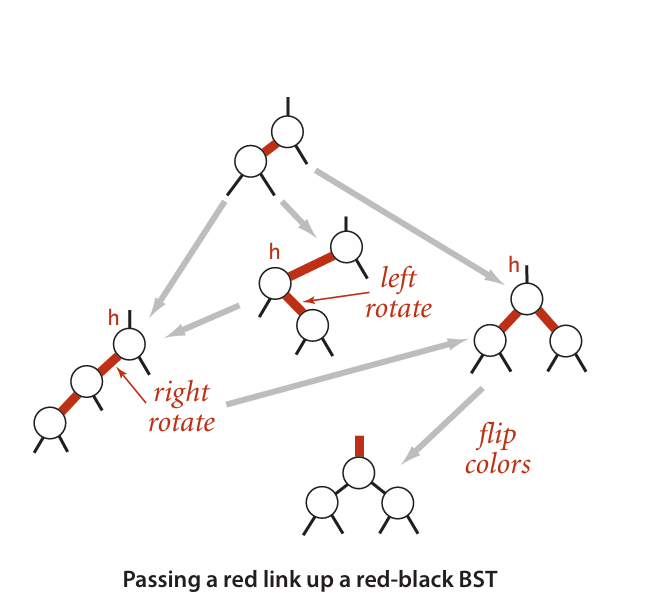 h
left
rotate
h
h
right
rotate
flip
colors
Passing a red link up a red-black BST